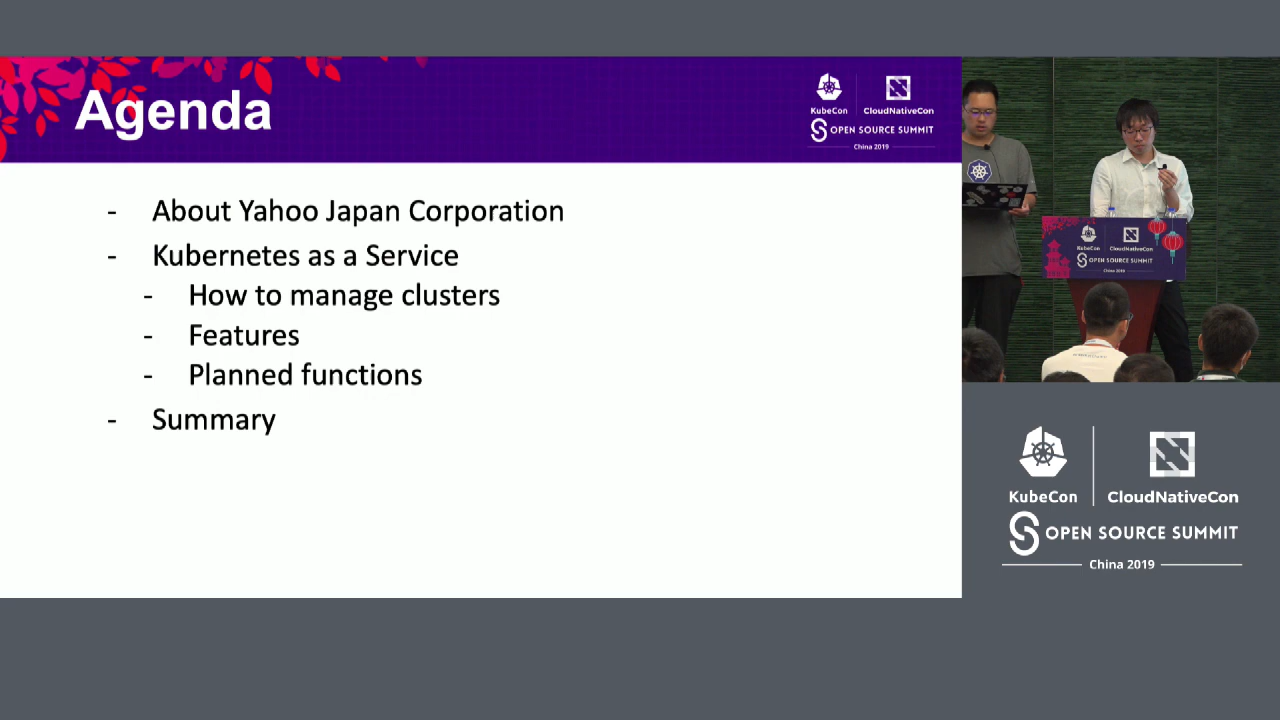 Agenda
KubeCon
CloudNativeCon
OPEN SOURCE SUMMIT
China 2019
- About Yahoo Japan Corporation
- Kubernetes as a Service
- How to manage clusters
- Features
- Planned functions
- Summary
KubeCon
CloudNativeCon
OPEN SOURCE SUMMIT
China 2019
KubeCon
CloudNativeCon
OPEN SOURCE SUMMIT
China 2019